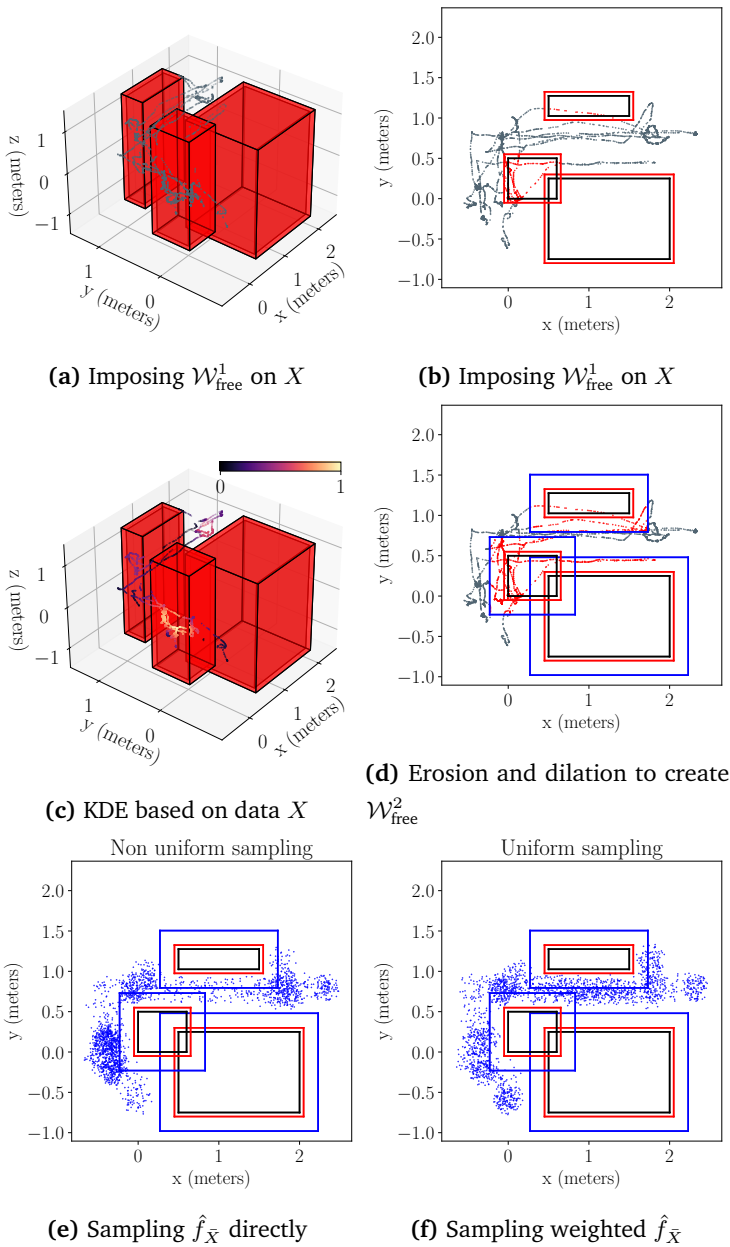 z (meters)
1
0
−1
y (meters)
1
0
x (meters)
0
1
2
(a) Imposing 𝒲¹_free on X
y (meters)
2.0
1.5
1.0
0.5
0.0
−0.5
−1.0
0
1
2
x (meters)
(b) Imposing 𝒲¹_free on X
0
1
z (meters)
1
0
−1
y (meters)
1
0
x (meters)
0
1
2
(c) KDE based on data X
y (meters)
2.0
1.5
1.0
0.5
0.0
−0.5
−1.0
0
1
2
x (meters)
(d) Erosion and dilation to create
𝒲²_free
Non uniform sampling
y (meters)
2.0
1.5
1.0
0.5
0.0
−0.5
−1.0
0
1
2
x (meters)
(e) Sampling f̂_X̄ directly
Uniform sampling
y (meters)
2.0
1.5
1.0
0.5
0.0
−0.5
−1.0
0
1
2
x (meters)
(f) Sampling weighted f̂_X̄